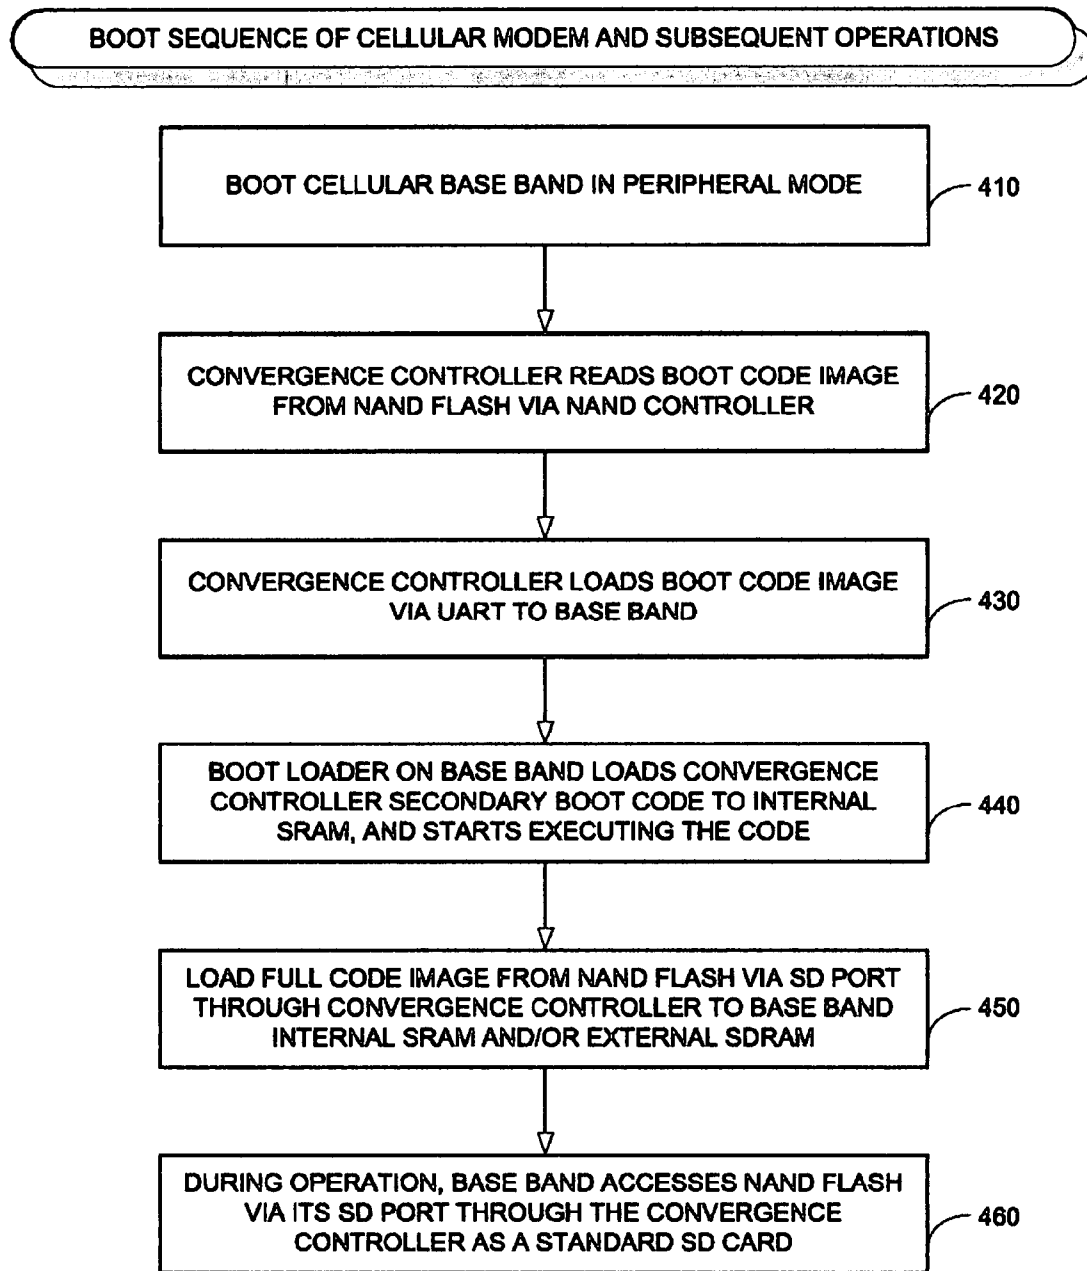 BOOT SEQUENCE OF CELLULAR MODEM AND SUBSEQUENT OPERATIONS
BOOT CELLULAR BASE BAND IN PERIPHERAL MODE
410
CONVERGENCE CONTROLLER READS BOOT CODE IMAGE
FROM NAND FLASH VIA NAND CONTROLLER
420
CONVERGENCE CONTROLLER LOADS BOOT CODE IMAGE
VIA UART TO BASE BAND
430
BOOT LOADER ON BASE BAND LOADS CONVERGENCE
CONTROLLER SECONDARY BOOT CODE TO INTERNAL
SRAM, AND STARTS EXECUTING THE CODE
440
LOAD FULL CODE IMAGE FROM NAND FLASH VIA SD PORT
THROUGH CONVERGENCE CONTROLLER TO BASE BAND
INTERNAL SRAM AND/OR EXTERNAL SDRAM
450
DURING OPERATION, BASE BAND ACCESSES NAND FLASH
VIA ITS SD PORT THROUGH THE CONVERGENCE
CONTROLLER AS A STANDARD SD CARD
460